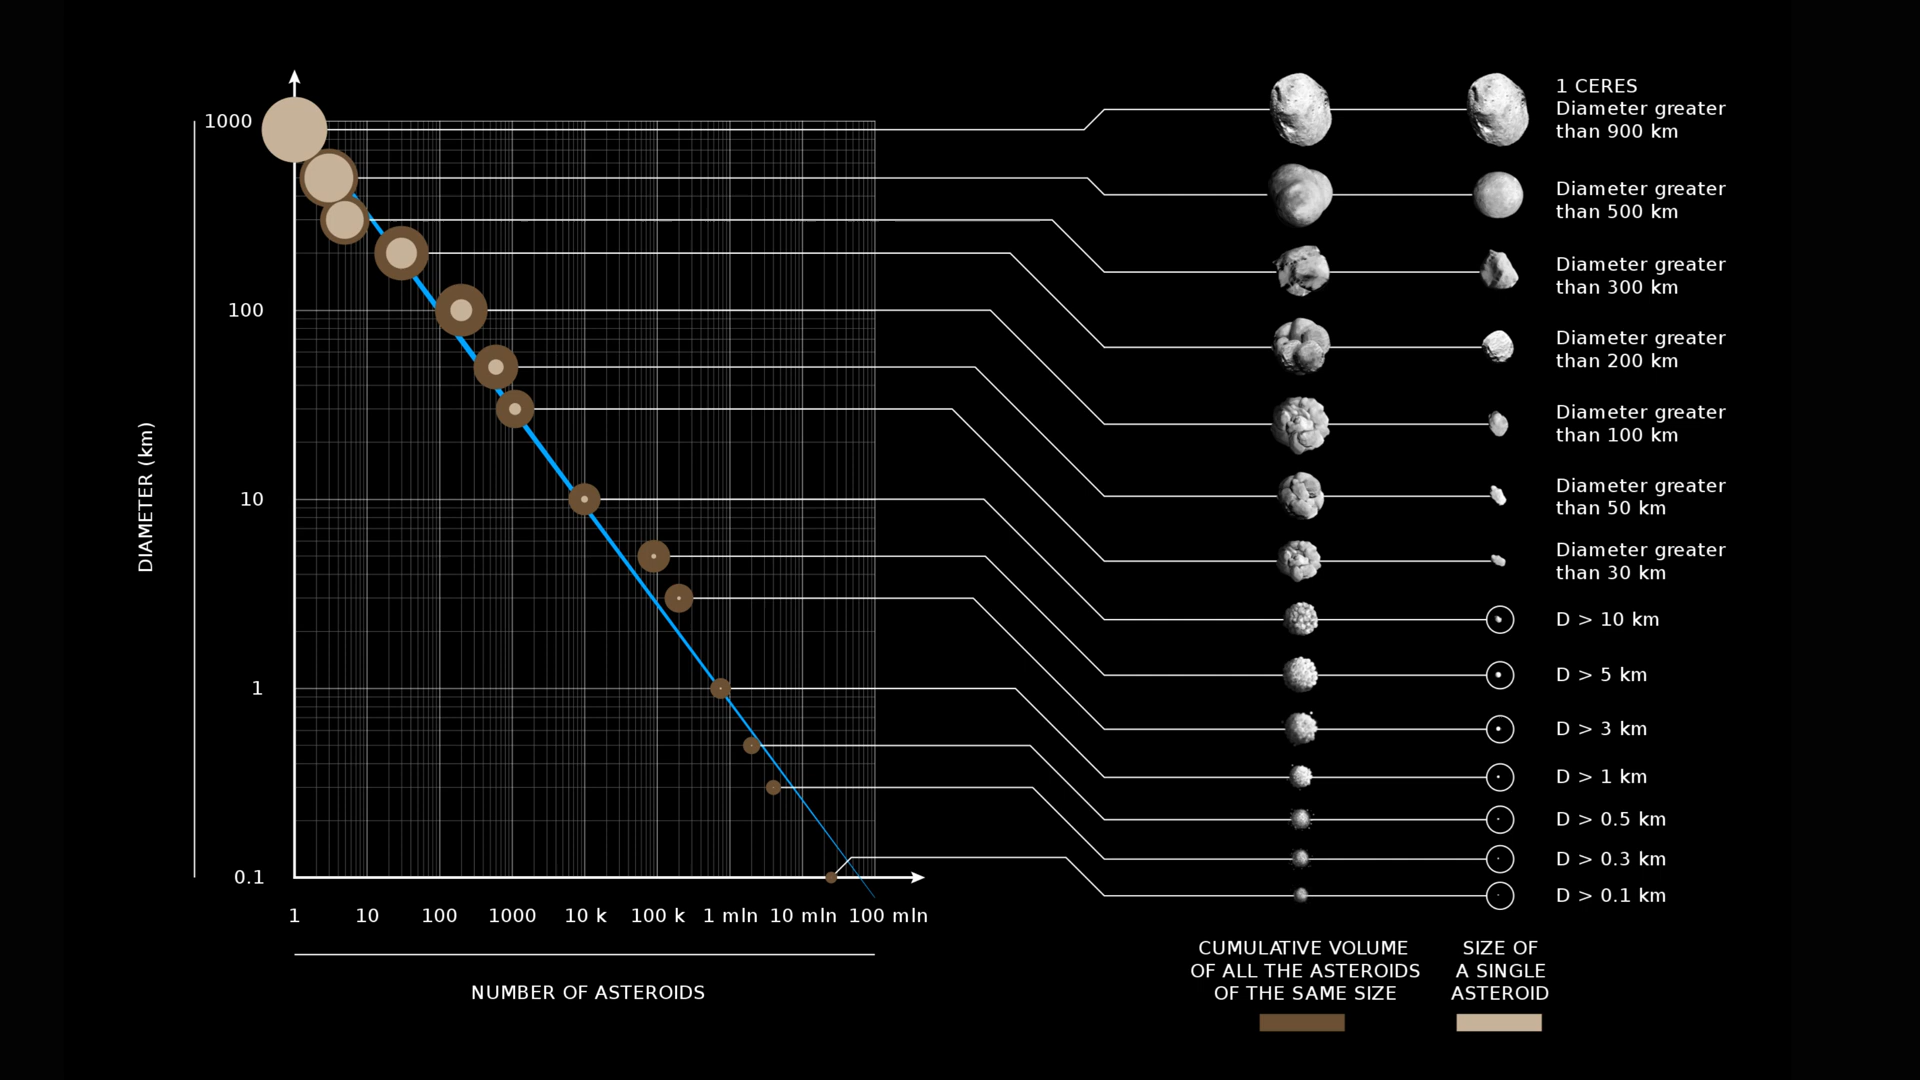 1 CERES
Diameter greater
than 900 km
Diameter greater
than 500 km
Diameter greater
than 300 km
Diameter greater
than 200 km
Diameter greater
than 100 km
Diameter greater
than 50 km
Diameter greater
than 30 km
D > 10 km
D > 5 km
D > 3 km
D > 1 km
D > 0.5 km
D > 0.3 km
D > 0.1 km
DIAMETER (km)
1000
100
10
1
0.1
1
10
100
1000
10 k
100 k
1 mln
10 mln
100 mln
NUMBER OF ASTEROIDS
CUMULATIVE VOLUME
OF ALL THE ASTEROIDS
OF THE SAME SIZE
SIZE OF
A SINGLE
ASTEROID